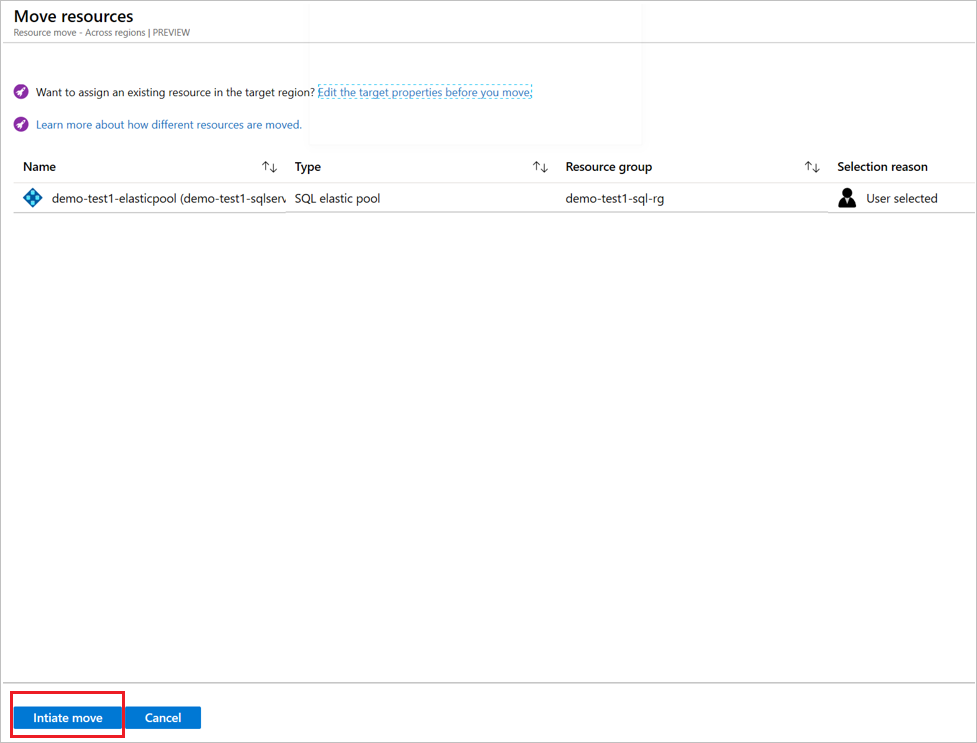 Move resources
Resource move - Across regions | PREVIEW
Want to assign an existing resource in the target region? Edit the target properties before you move.
Learn more about how different resources are moved.
Name Type Resource group Selection reason
demo-test1-elasticpool (demo-test1-sqlserv SQL elastic pool demo-test1-sql-rg User selected
Intiate move Cancel